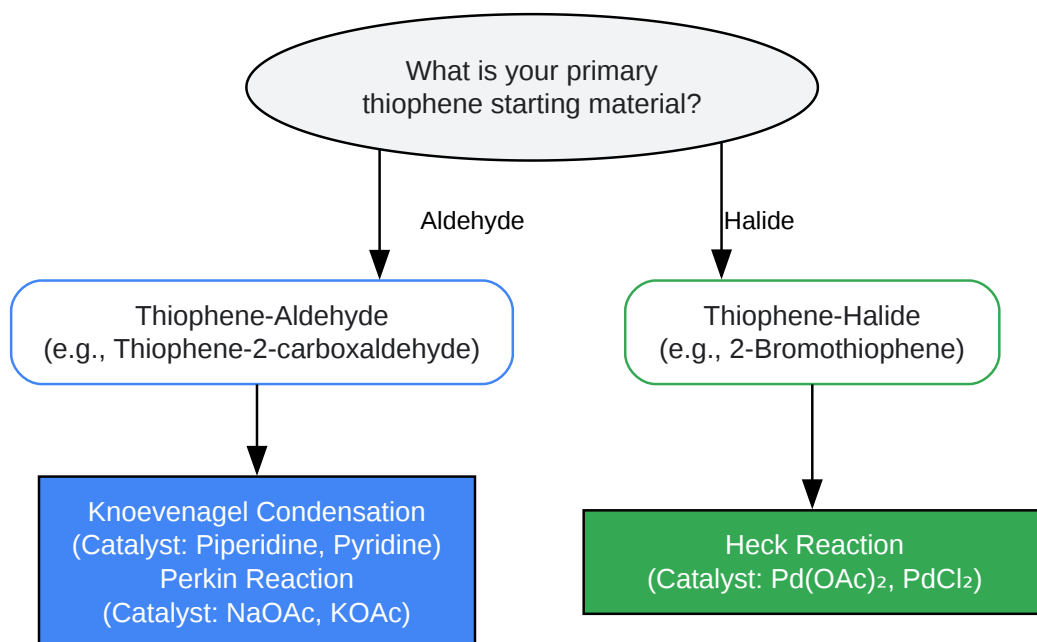 What is your primary
thiophene starting material?
Aldehyde
Halide
Thiophene-Aldehyde
(e.g., Thiophene-2-carboxaldehyde)
Thiophene-Halide
(e.g., 2-Bromothiophene)
Knoevenagel Condensation
(Catalyst: Piperidine, Pyridine)
Perkin Reaction
(Catalyst: NaOAc, KOAc)
Heck Reaction
(Catalyst: Pd(OAc)₂, PdCl₂)